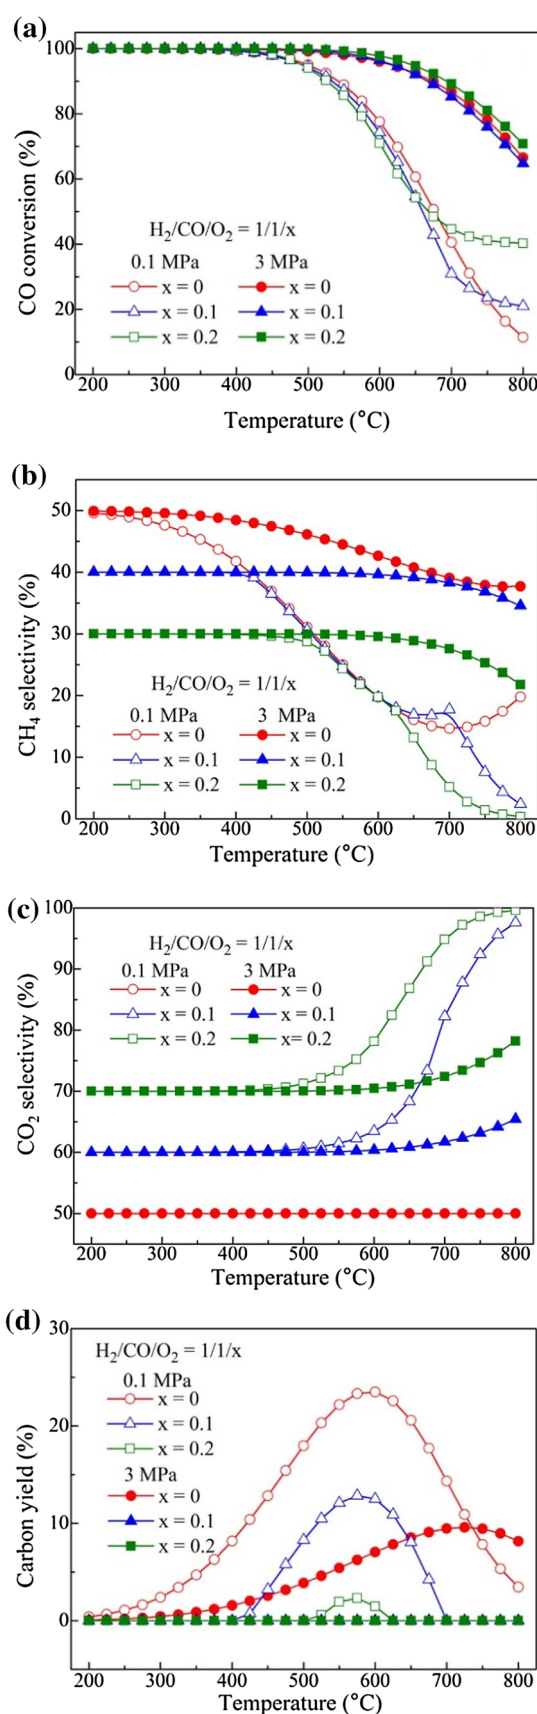 (a)
100
80
60
40
20
0
CO conversion (%)
H₂/CO/O₂ = 1/1/x
0.1 MPa 3 MPa
x = 0 x = 0
x = 0.1 x = 0.1
x = 0.2 x = 0.2
200 300 400 500 600 700 800
Temperature (°C)
(b)
50
40
30
20
10
0
CH₄ selectivity (%)
H₂/CO/O₂ = 1/1/x
0.1 MPa 3 MPa
x = 0 x = 0
x = 0.1 x = 0.1
x = 0.2 x = 0.2
200 300 400 500 600 700 800
Temperature (°C)
(c)
100
90
80
70
60
50
CO₂ selectivity (%)
H₂/CO/O₂ = 1/1/x
0.1 MPa 3 MPa
x = 0 x = 0
x = 0.1 x = 0.1
x = 0.2 x= 0.2
200 300 400 500 600 700 800
Temperature (°C)
(d)
30
20
10
0
Carbon yield (%)
H₂/CO/O₂ = 1/1/x
0.1 MPa
x = 0
x = 0.1
x = 0.2
3 MPa
x = 0
x = 0.1
x = 0.2
200 300 400 500 600 700 800
Temperature (°C)